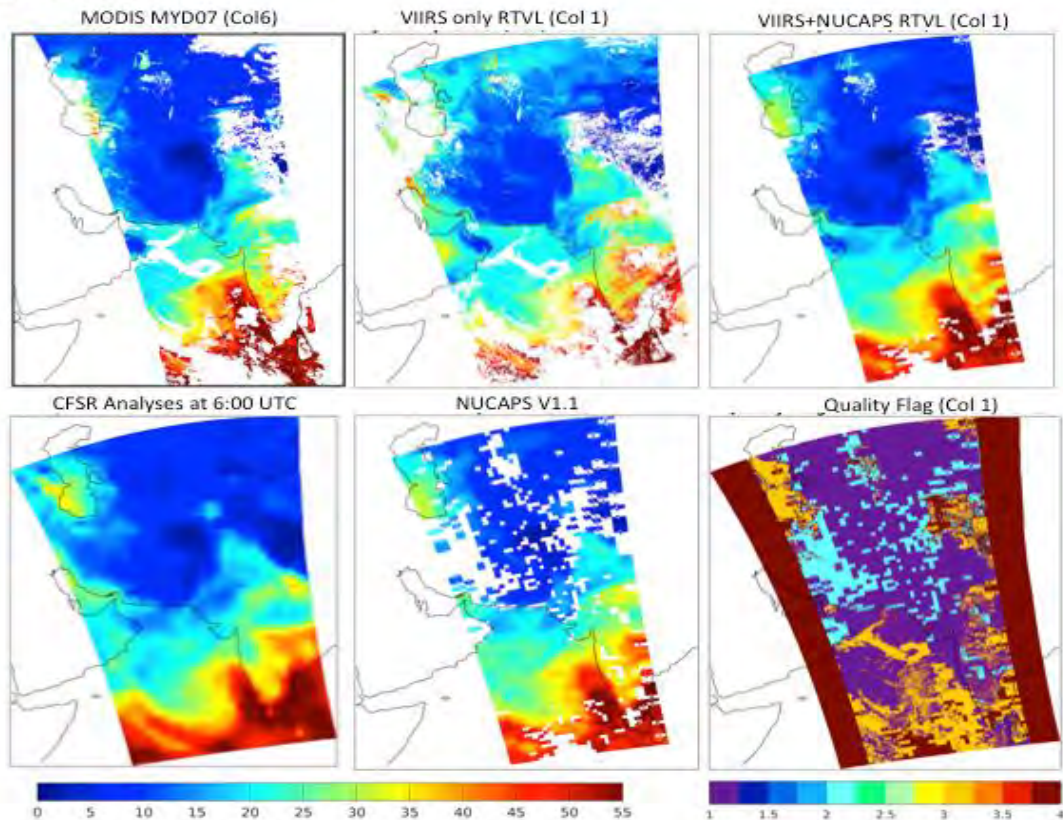 MODIS MYD07 (Col6)
VIIRS only RTVL (Col 1)
VIIRS+NUCAPS RTVL (Col 1)
CFSR Analyses at 6:00 UTC
NUCAPS V1.1
Quality Flag (Col 1)
0 5 10 15 20 25 30 35 40 45 50 55
1 1.5 2 2.5 3 3.5